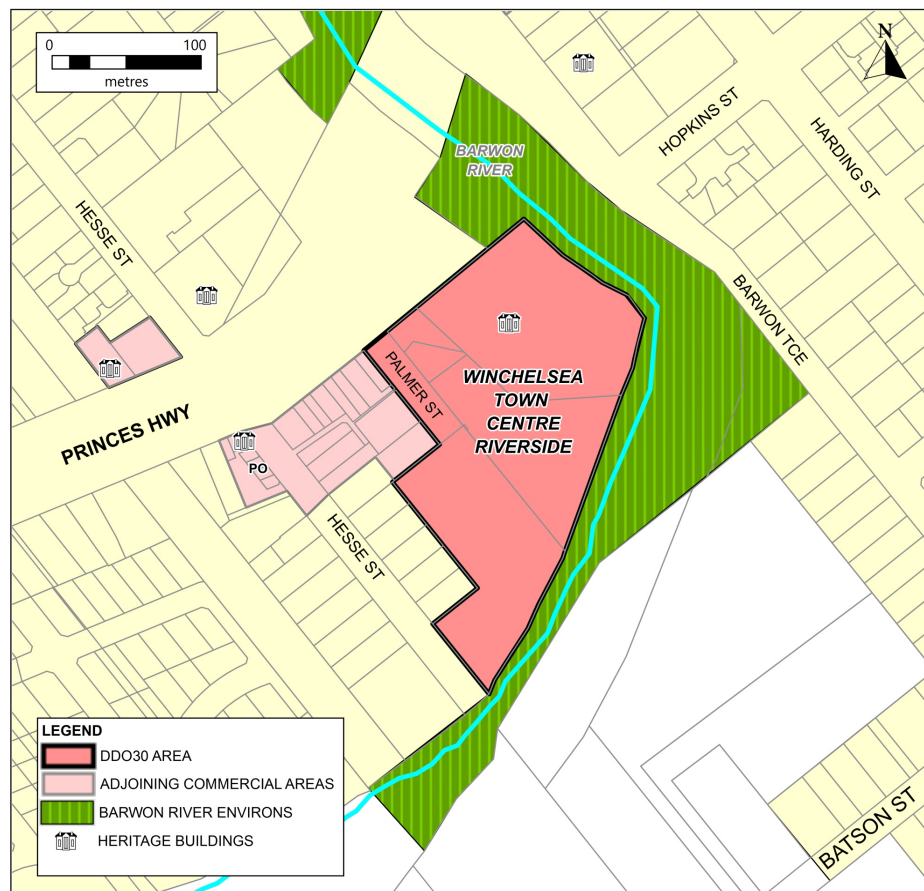 0 100
metres
N
HOPKINS ST
HARDING ST
BARWON
RIVER
HESSE ST
BARWON TCE
PALMER ST
WINCHELSEA
TOWN
CENTRE
RIVERSIDE
PRINCES HWY
PO
HESSE ST
LEGEND
DDO30 AREA
ADJOINING COMMERCIAL AREAS
BARWON RIVER ENVIRONS
HERITAGE BUILDINGS
BATSON ST